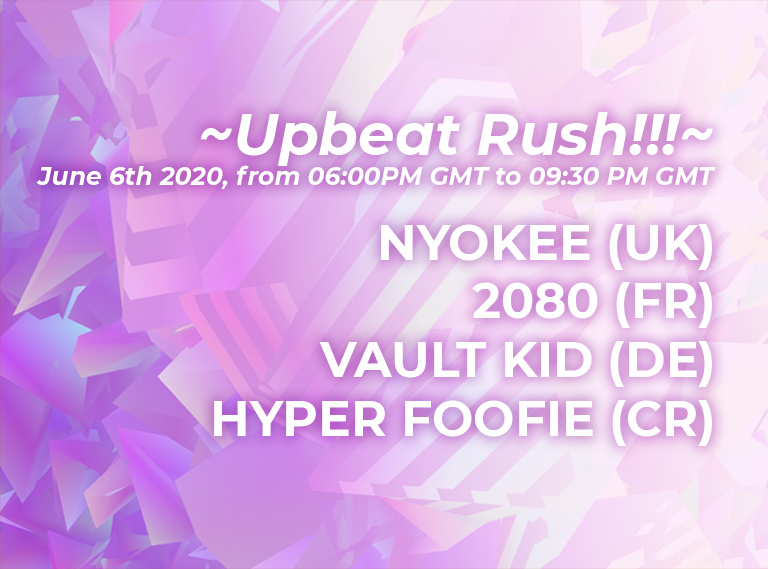 ~Upbeat Rush!!!~
June 6th 2020, from 06:00PM GMT to 09:30 PM GMT
NYOKEE (UK)
2080 (FR)
VAULT KID (DE)
HYPER FOOFIE (CR)